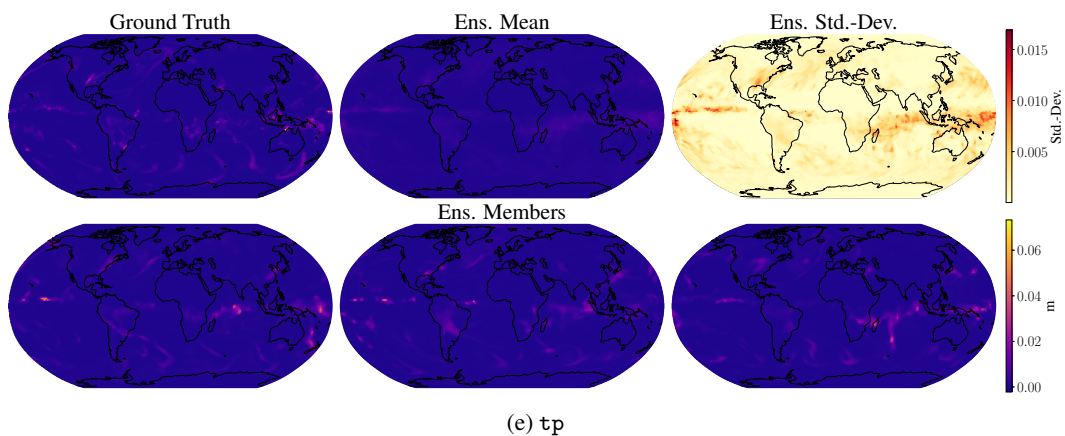 Ground Truth
Ens. Mean
Ens. Std.-Dev.
0.015
0.010
0.005
Std.-Dev.
Ens. Members
0.06
0.04
0.02
0.00
m
(e) tp